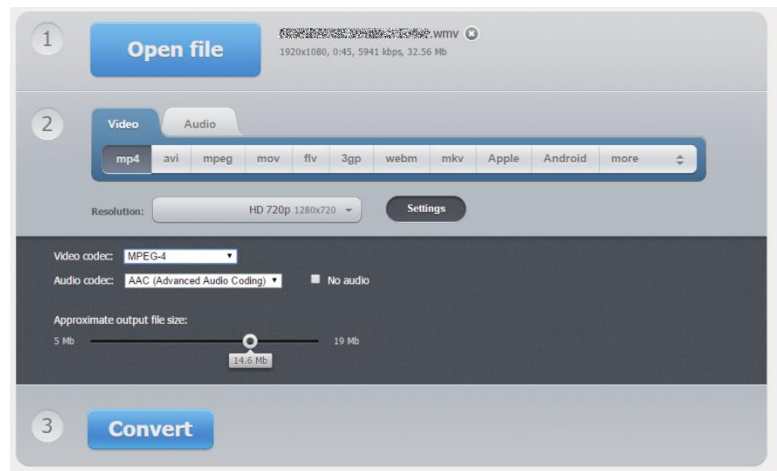 1
Open file
.wmv
1920x1080, 0:45, 5941 kbps, 32.56 Mb
2
Video Audio
mp4 avi mpeg mov flv 3gp webm mkv Apple Android more
Resolution: HD 720p 1280x720 Settings
Video codec: MPEG-4
Audio codec: AAC (Advanced Audio Coding) No audio
Approximate output file size:
5 Mb 19 Mb
14.6 Mb
3
Convert